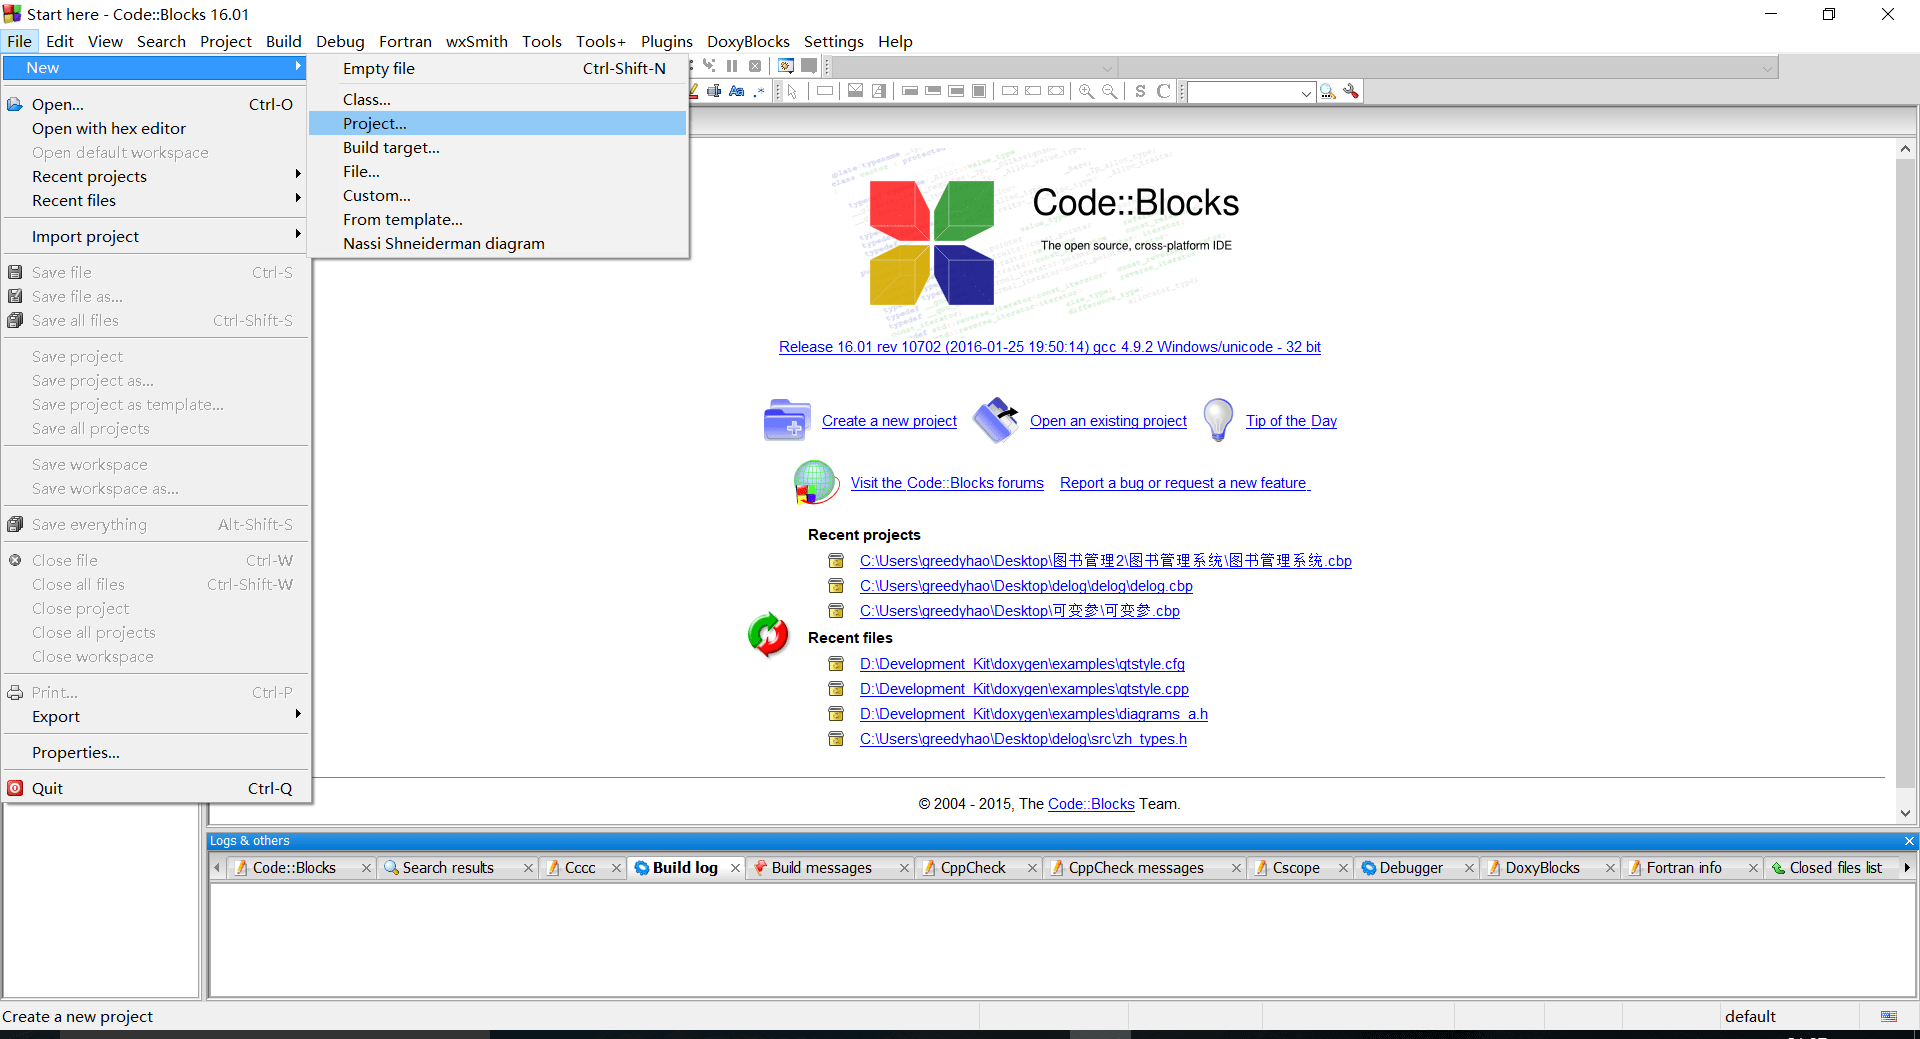 Start here - Code::Blocks 16.01
File Edit View Search Project Build Debug Fortran wxSmith Tools Tools+ Plugins DoxyBlocks Settings Help
New
Open... Ctrl-O
Open with hex editor
Open default workspace
Recent projects
Recent files
Import project
Save file Ctrl-S
Save file as...
Save all files Ctrl-Shift-S
Save project
Save project as...
Save project as template...
Save all projects
Save workspace
Save workspace as...
Save everything Alt-Shift-S
Close file Ctrl-W
Close all files Ctrl-Shift-W
Close project
Close all projects
Close workspace
Print... Ctrl-P
Export
Properties...
Quit Ctrl-Q
Empty file Ctrl-Shift-N
Class...
Project...
Build target...
File...
Custom...
From template...
Nassi Shneiderman diagram
Aa .* S C
Code::Blocks
The open source, cross-platform IDE
Release 16.01 rev 10702 (2016-01-25 19:50:14) gcc 4.9.2 Windows/unicode - 32 bit
Create a new project Open an existing project Tip of the Day
Visit the Code::Blocks forums Report a bug or request a new feature
Recent projects
C:\Users\greedyhao\Desktop\图书管理2\图书管理系统\图书管理系统.cbp
C:\Users\greedyhao\Desktop\delog\delog\delog.cbp
C:\Users\greedyhao\Desktop\可变参\可变参.cbp
Recent files
D:\Development_Kit\doxygen\examples\qtstyle.cfg
D:\Development_Kit\doxygen\examples\qtstyle.cpp
D:\Development_Kit\doxygen\examples\diagrams_a.h
C:\Users\greedyhao\Desktop\delog\src\zh_types.h
© 2004 - 2015, The Code::Blocks Team.
Logs & others
Code::Blocks Search results Cccc Build log Build messages CppCheck CppCheck messages Cscope Debugger DoxyBlocks Fortran info Closed files list
Create a new project default